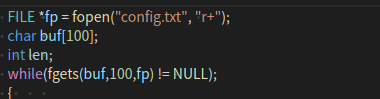 FILE *fp = fopen("config.txt", "r+");
char buf[100];
int len;
while(fgets(buf,100,fp) != NULL);
{